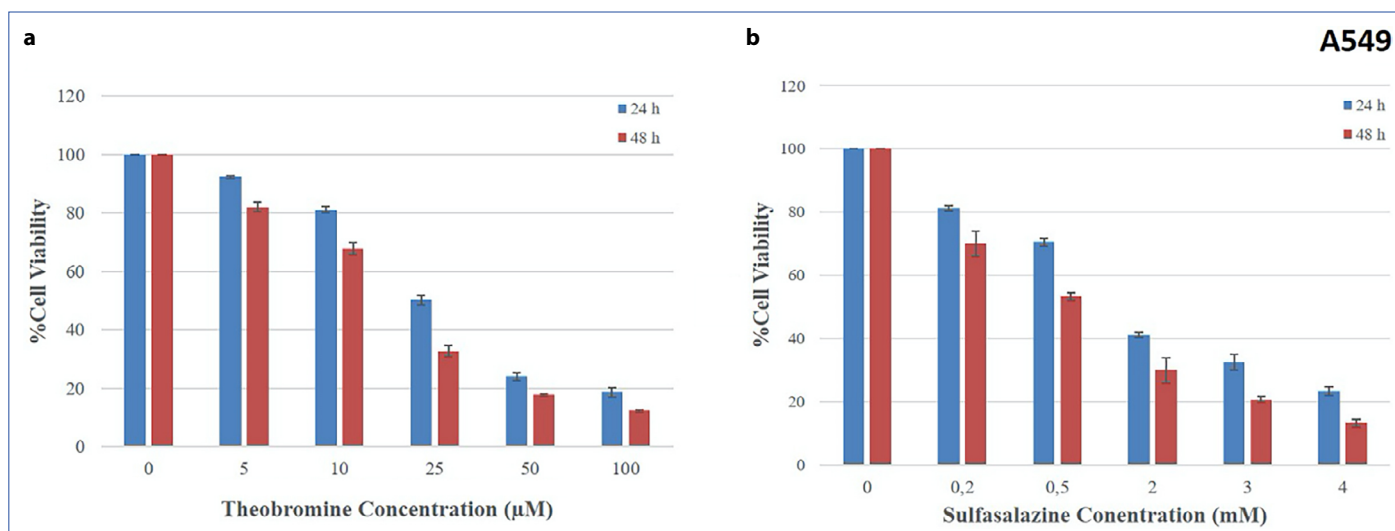 a
120
100
80
60
40
20
0
%Cell Viability
24 h
48 h
0 5 10 25 50 100
Theobromine Concentration (µM)
b
A549
120
100
80
60
40
20
0
%Cell Viability
24 h
48 h
0 0,2 0,5 2 3 4
Sulfasalazine Conentration (mM)